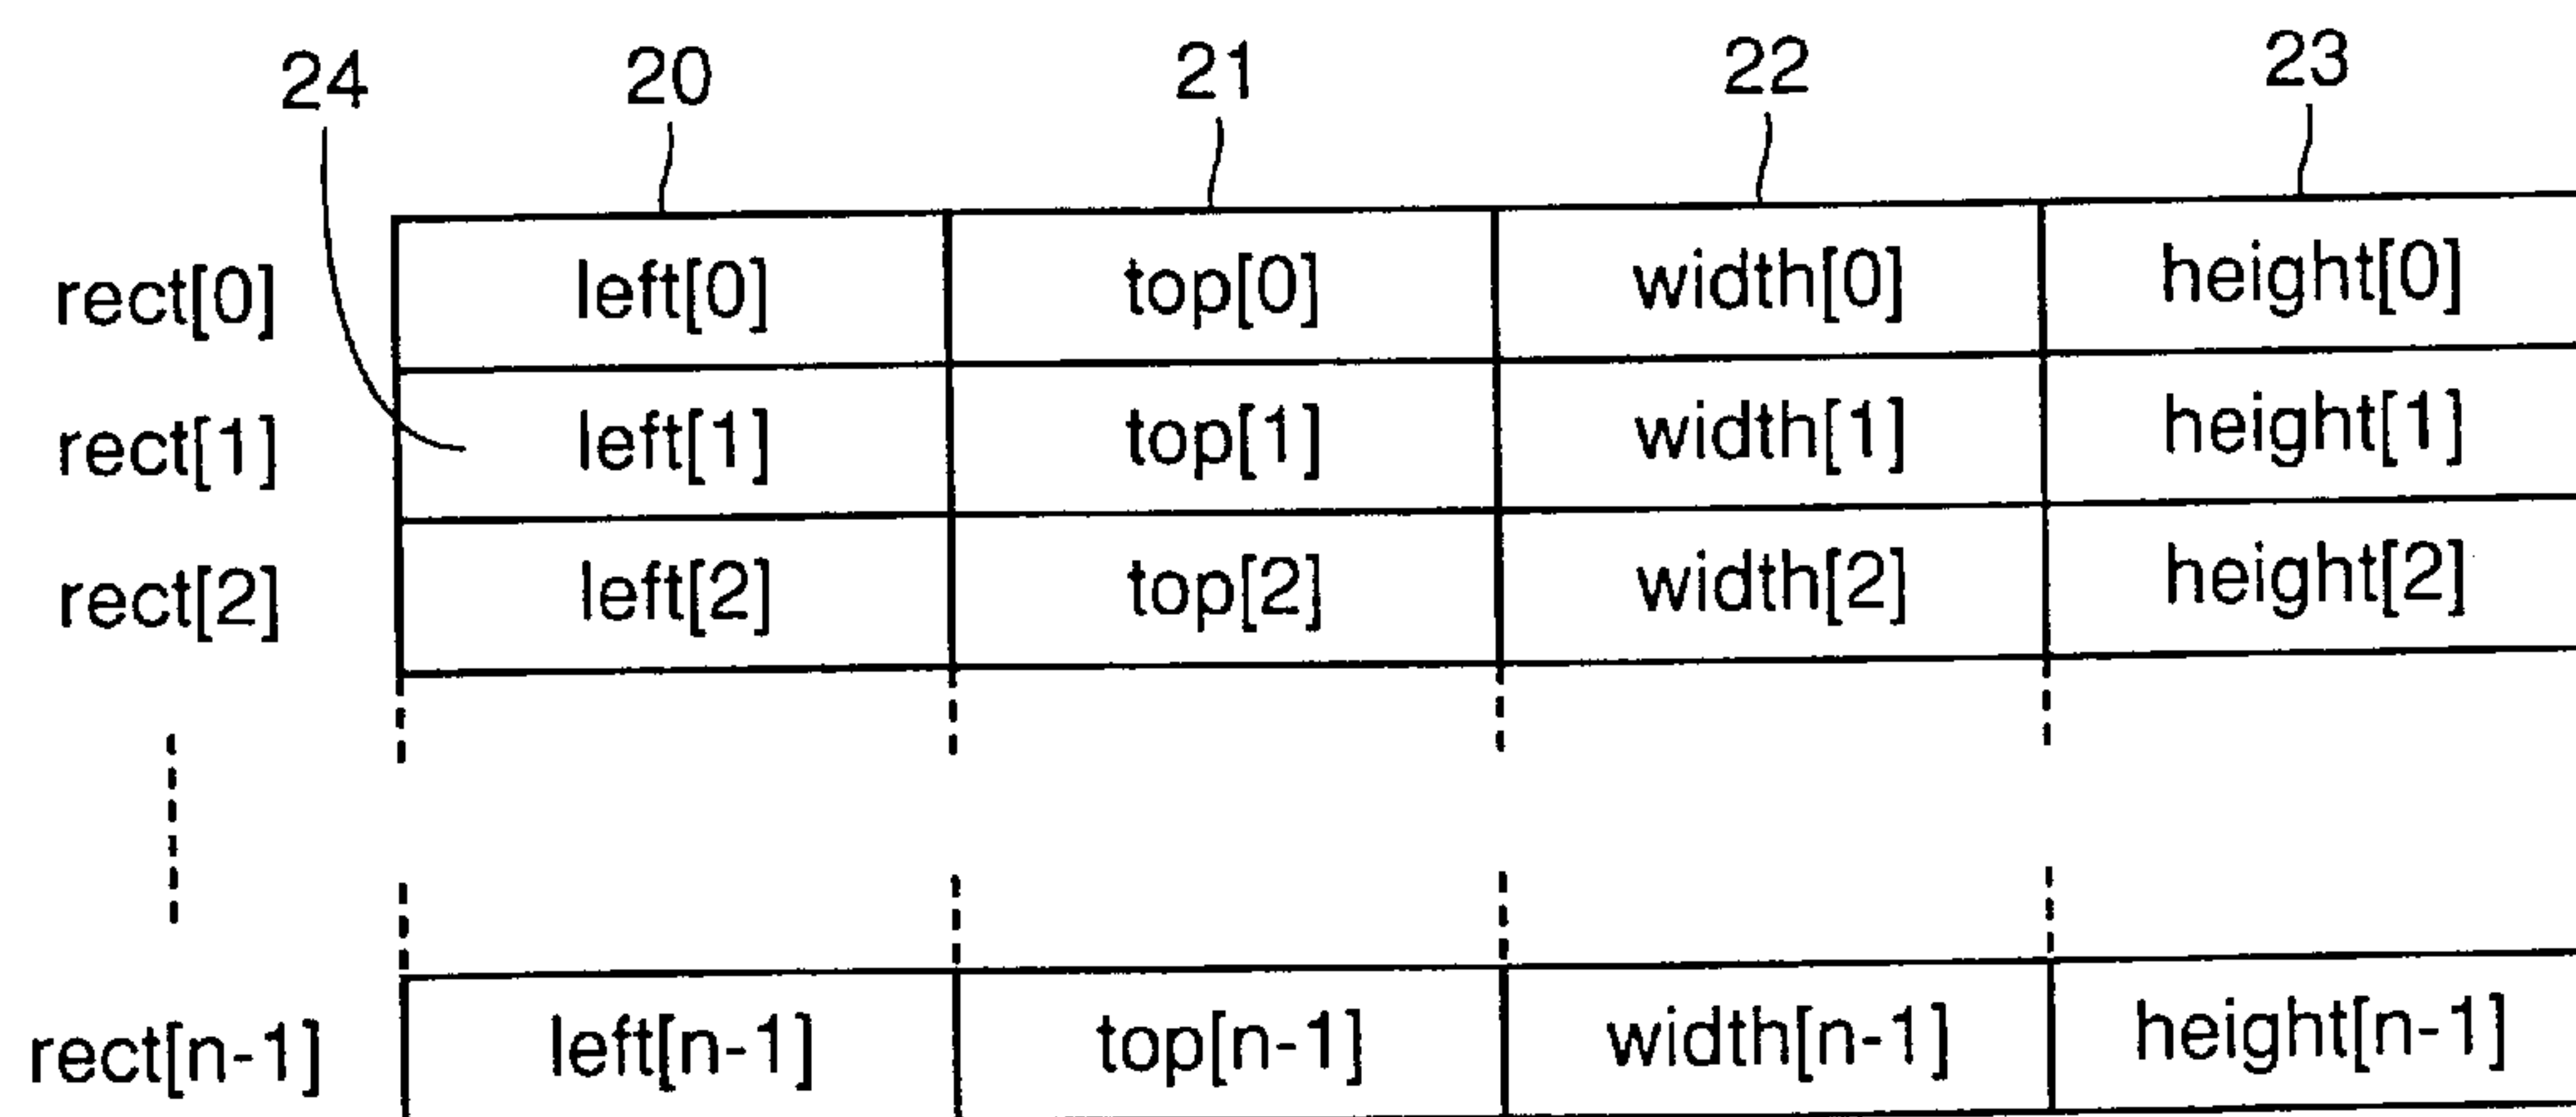 24 20 21 22 23
rect[0] left[0] top[0] width[0] height[0]
rect[1] left[1] top[1] width[1] height[1]
rect[2] left[2] top[2] width[2] height[2]
rect[n-1] left[n-1] top[n-1] width[n-1] height[n-1]